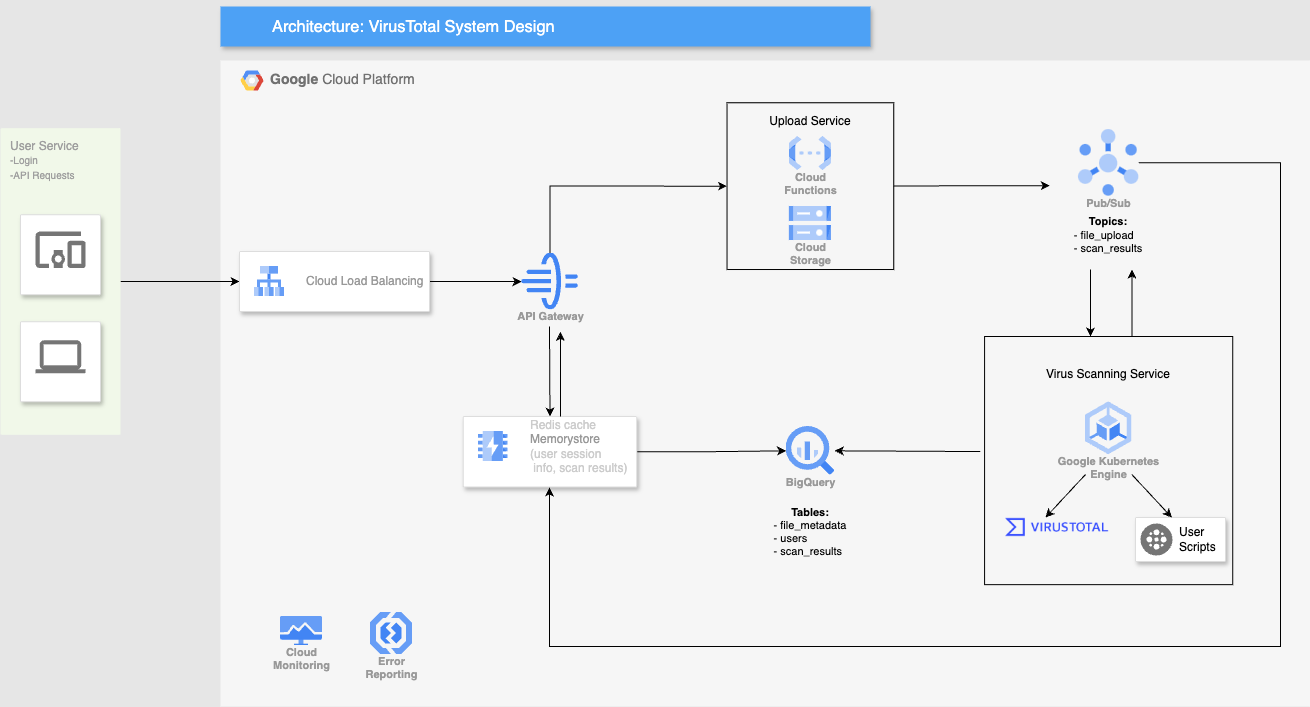 Architecture: VirusTotal System Design
Google Cloud Platform
User Service
-Login
-API Requests
Cloud Load Balancing
API Gateway
Upload Service
Cloud
Functions
Cloud
Storage
Pub/Sub
Topics:
- file_upload
- scan_results
Redis cache
Memorystore
(user session
info, scan results)
BigQuery
Tables:
- file_metadata
- users
- scan_results
Virus Scanning Service
Google Kubernetes
Engine
VIRUSTOTAL
User
Scripts
Cloud
Monitoring
Error
Reporting